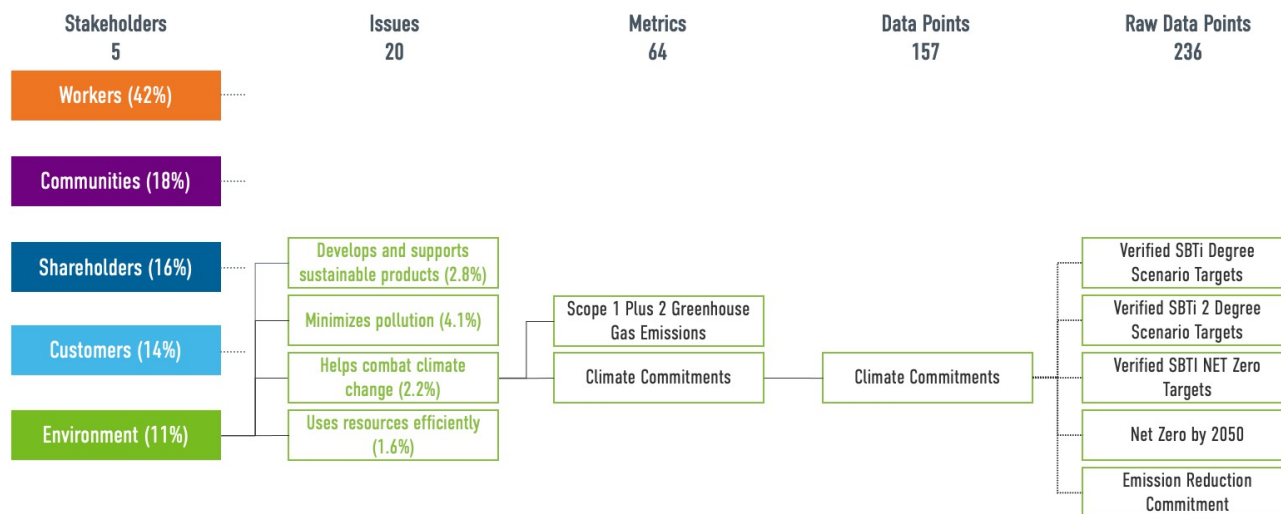 Stakeholders
5
Issues
20
Metrics
64
Data Points
157
Raw Data Points
236
Workers (42%)
Communities (18%)
Shareholders (16%)
Customers (14%)
Environment (11%)
Develops and supports
sustainable products (2.8%)
Minimizes pollution (4.1%)
Helps combat climate
change (2.2%)
Uses resources efficiently
(1.6%)
Scope 1 Plus 2 Greenhouse
Gas Emissions
Climate Commitments
Climate Commitments
Verified SBTi Degree
Scenario Targets
Verified SBTi 2 Degree
Scenario Targets
Verified SBTI NET Zero
Targets
Net Zero by 2050
Emission Reduction
Commitment